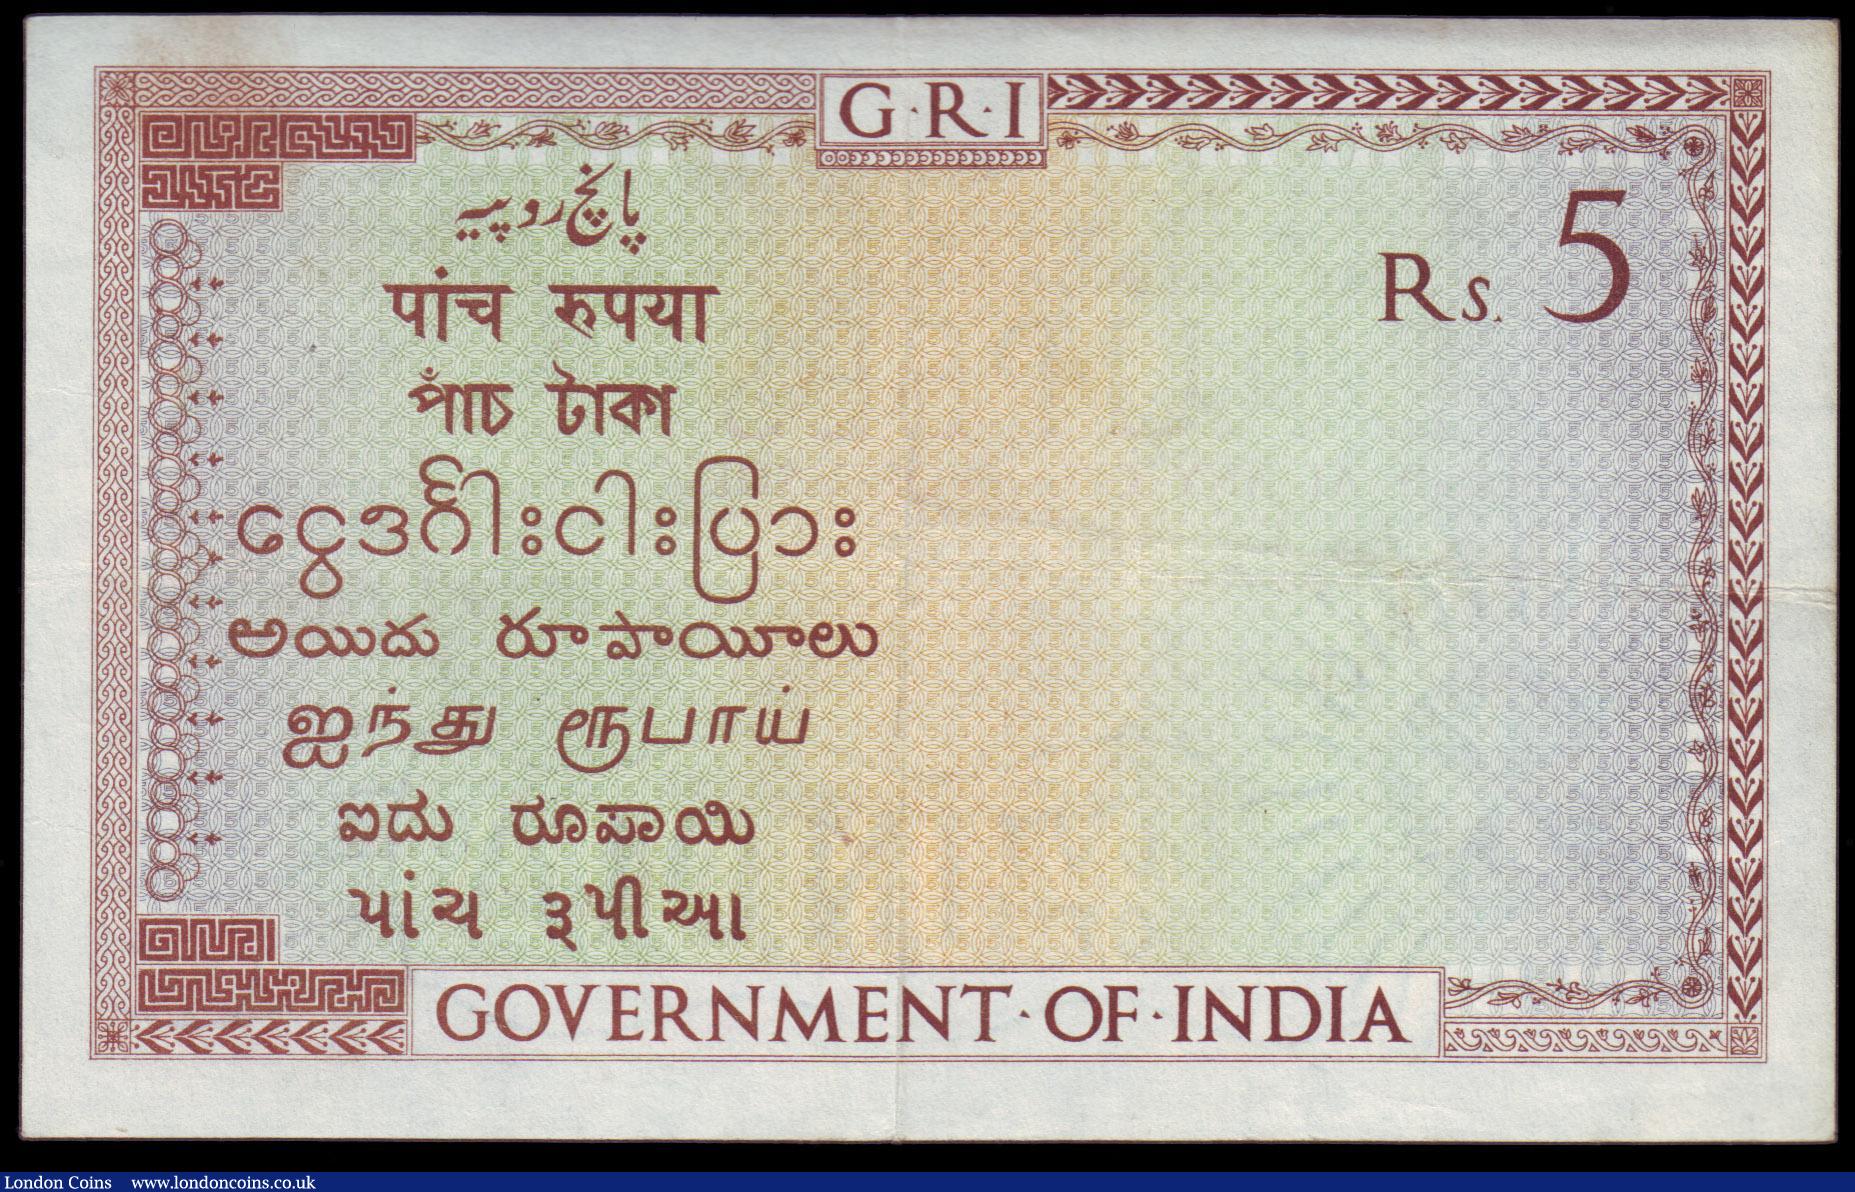 G·R·I
Rs. 5
پانچ روپیہ
पांच रुपया
পাঁচ টাকা
ငွေဒင်္ဂါးငါးပြား
అయిదు రూపాయీలు
ஐந்து ரூபாய்
ಐದು ರೂಪಾಯಿ
પાંચ રૂપીઆ
GOVERNMENT·OF·INDIA
London Coins www.londoncoins.co.uk